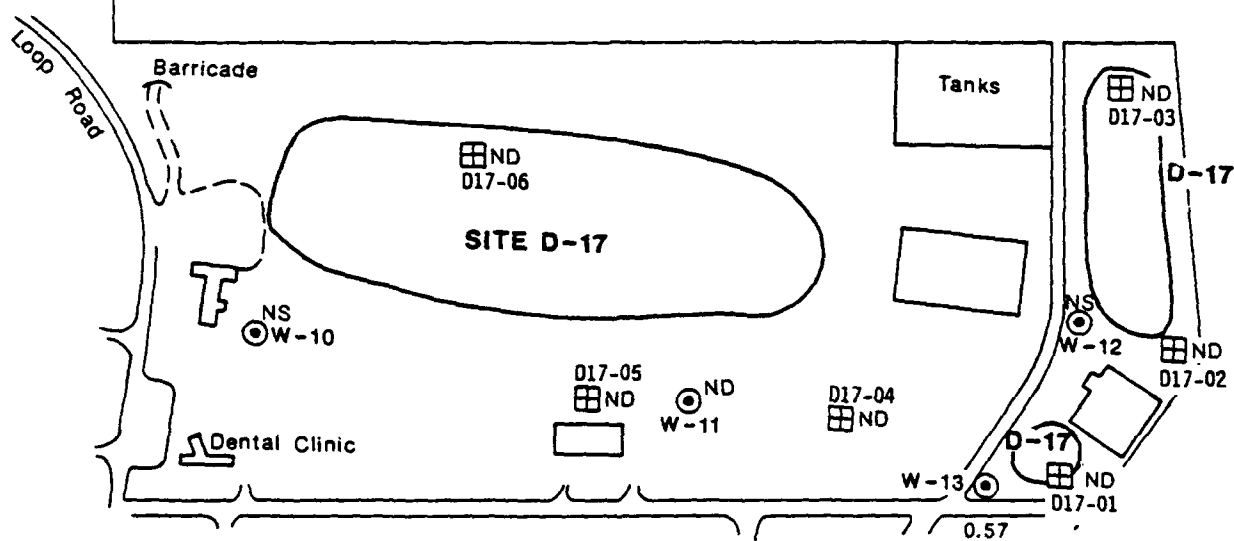 Loop
Road
Barricade
Tanks
ND
D17-03
D-17
ND
D17-06
SITE D-17
NS
W-10
NS
W-12
ND
D17-02
D17-05
ND
ND
W-11
D17-04
ND
Dental Clinic
D-17
W-13
ND
D17-01
0.57